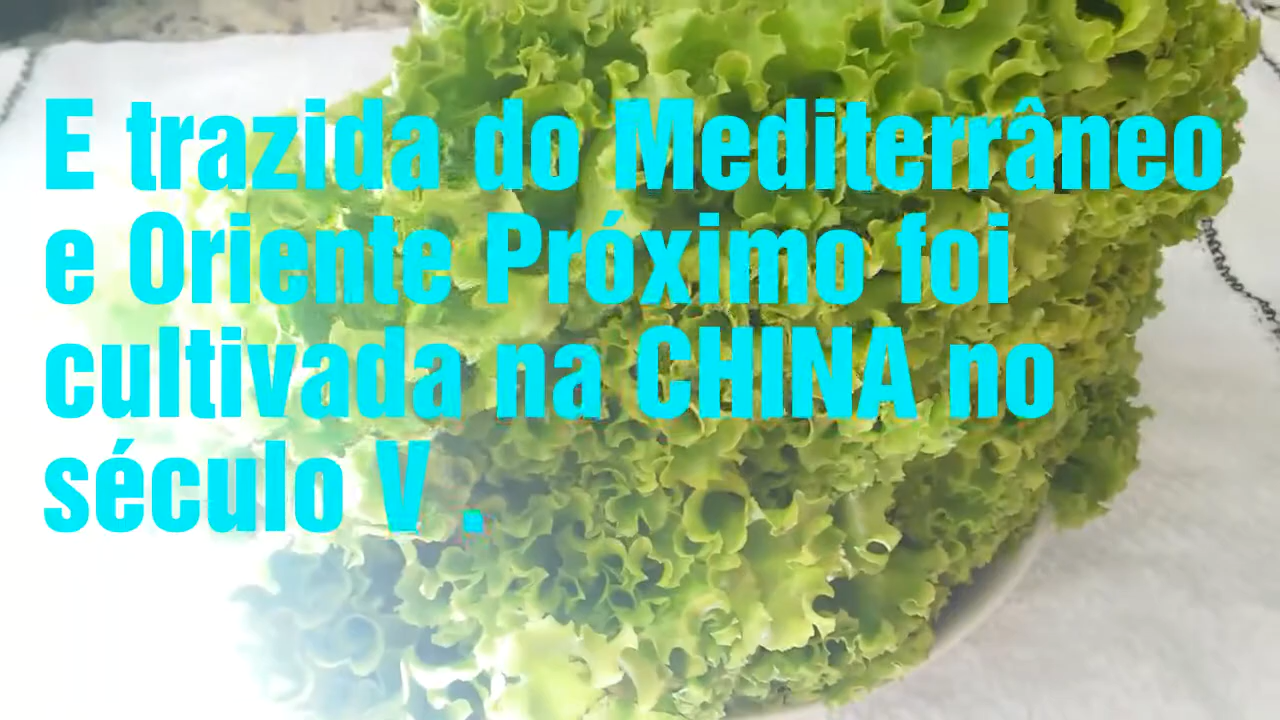 E trazida do Mediterrâneo
e Oriente Próximo foi
cultivada na CHINA no
século V .